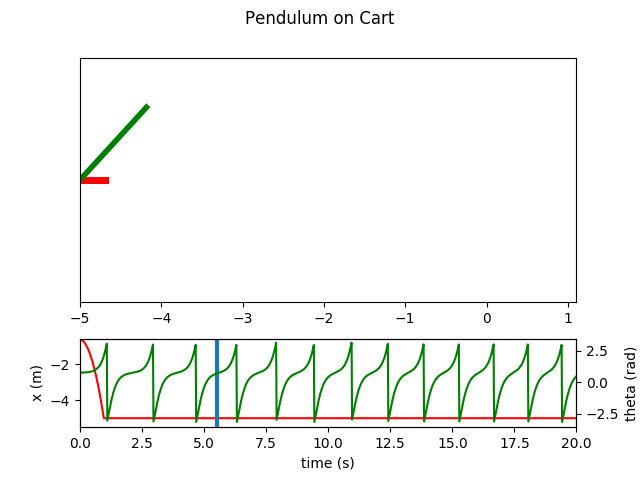 Pendulum on Cart
−5 −4 −3 −2 −1 0 1
−2
−4
x (m)
2.5
0.0
−2.5
theta (rad)
0.0 2.5 5.0 7.5 10.0 12.5 15.0 17.5 20.0
time (s)